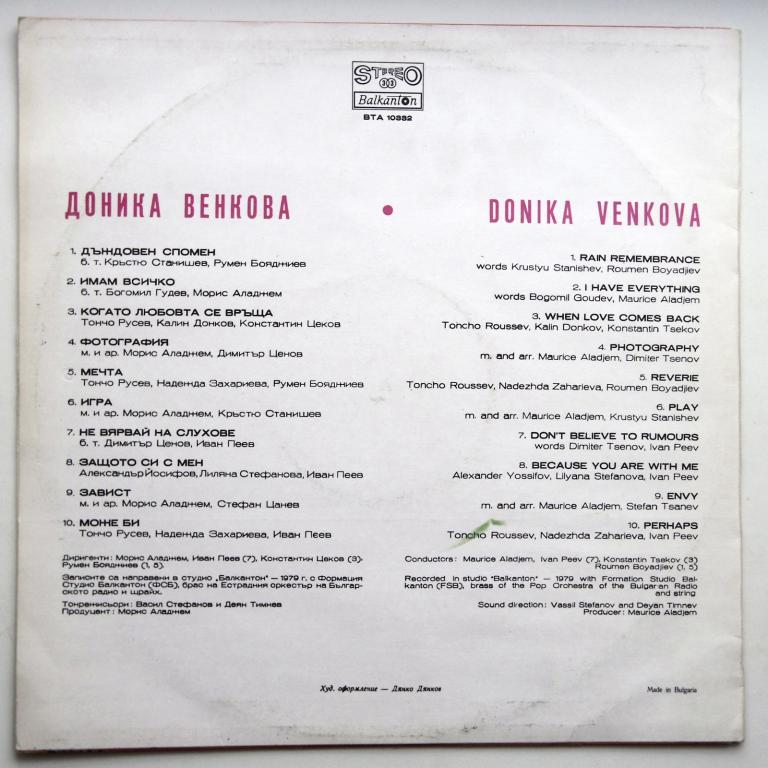 STEREO
33
Balkanton
BTA 10332
ДОНИКА ВЕНКОВА • DONIKA VENKOVA
1. ДЪЖДОВЕН СПОМЕН
б. т. Кръстю Станишев, Румен Бояджиев
2. ИМАМ ВСИЧКО
б. т. Богомил Гудев, Морис Аладжем
3. КОГАТО ЛЮБОВТА СЕ ВРЪЩА
Тончо Русев, Калин Донков, Константин Цеков
4. ФОТОГРАФИЯ
м. и ар. Морис Аладжем, Димитър Ценов
5. МЕЧТА
Тончо Русев, Надежда Захариева, Румен Бояджиев
6. ИГРА
м. и ар. Морис Аладжем, Кръстю Станишев
7. НЕ ВЯРВАЙ НА СЛУХОВЕ
б. т. Димитър Ценов, Иван Пеев
8. ЗАЩОТО СИ С МЕН
Александър Йосифов, Лиляна Стефанова, Иван Пеев
9. ЗАВИСТ
м. и ар. Морис Аладжем, Стефан Цанев
10. МОЖЕ БИ
Тончо Русев, Надежда Захариева, Иван Пеев
Диригенти: Морис Аладжем, Иван Пеев (7), Константин Цеков (3)-
Румен Бояджиев (1, 5).
Записите са направени в студио „Балкантон" — 1979 г. с Формация
Студио Балкантон (ФСБ), брас на Естрадния оркестър на Българ-
ското радио и щрайх.
Тонрежисьори: Васил Стефанов и Деян Тимнев
Продуцент: Морис Аладжем
1. RAIN REMEMBRANCE
words Krustyu Stanishev, Roumen Boyadjiev
2. I HAVE EVERYTHING
words Bogomil Goudev, Maurice Aladjem
3. WHEN LOVE COMES BACK
Toncho Roussev, Kalin Donkov, Konstantin Tsekov
4. PHOTOGRAPHY
m. and arr. Maurice Aladjem, Dimiter Tsenov
5. REVERIE
Toncho Roussev, Nadezhda Zaharieva, Roumen Boyadjiev
6. PLAY
m. and arr. Maurice Aladjem, Krustyu Stanishev
7. DON'T BELIEVE TO RUMOURS
words Dimiter Tsenov, Ivan Peev
8. BECAUSE YOU ARE WITH ME
Alexander Yossifov, Lilyana Stefanova, Ivan Peev
9. ENVY
m. and arr. Maurice Aladjem, Stefan Tsanev
10. PERHAPS
Toncho Roussev, Nadezhda Zaharieva, Ivan Peev
Conductors: Maurice Aladjem, Ivan Peev (7), Konstantin Tsekov (3)
Roumen Boyadjiev (1, 5)
Recorded in studio "Balkanton" — 1979 with Formation Studio Bal-
kanton (FSB), brass of the Pop Orchestra of the Bulgarian Radio
and string
Sound direction: Vassil Stefanov and Deyan Timnev
Producer: Maurice Aladjem
Худ. оформление — Дянко Дянков
Made in Bulgaria